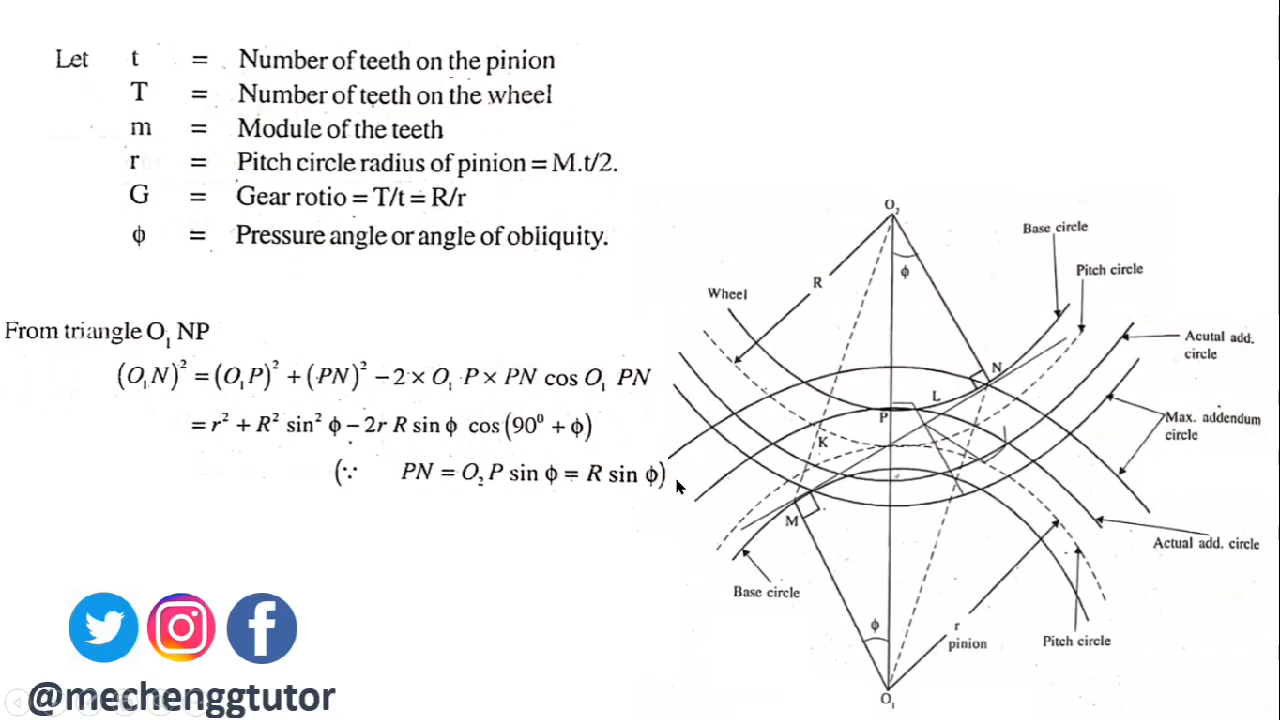 Let t = Number of teeth on the pinion
T = Number of teeth on the wheel
m = Module of the teeth
r = Pitch circle radius of pinion = M.t/2.
G = Gear rotio = T/t = R/r
ϕ = Pressure angle or angle of obliquity.
From triangle O₁ NP
(O₁N)² = (O₁P)² + (PN)² − 2 × O₁ P × PN cos O₁ PN
= r² + R² sin² ϕ − 2r R sin ϕ cos (90⁰ + ϕ)
(∵ PN = O₂ P sin ϕ = R sin ϕ)
O₂
Base circle
ϕ
Pitch circle
R
Wheel
Acutal add.
circle
N
L
P
Max. addendum
circle
K
M
Actual add. circle
Base circle
ϕ
r
pinion
Pitch circle
O₁
@mechenggtutor